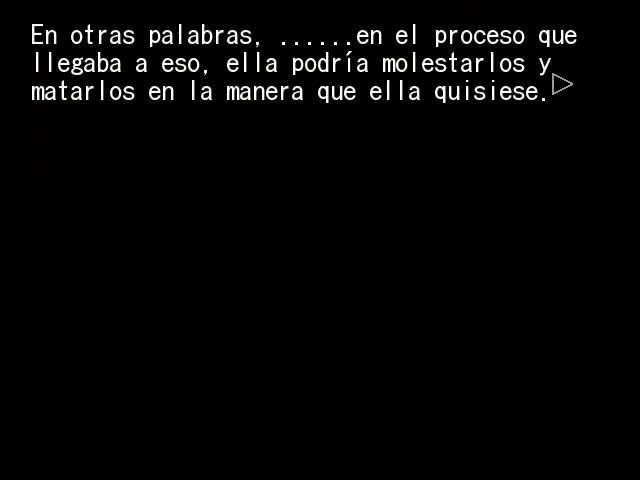 En otras palabras, ......en el proceso que
llegaba a eso, ella podría molestarlos y
matarlos en la manera que ella quisiese.